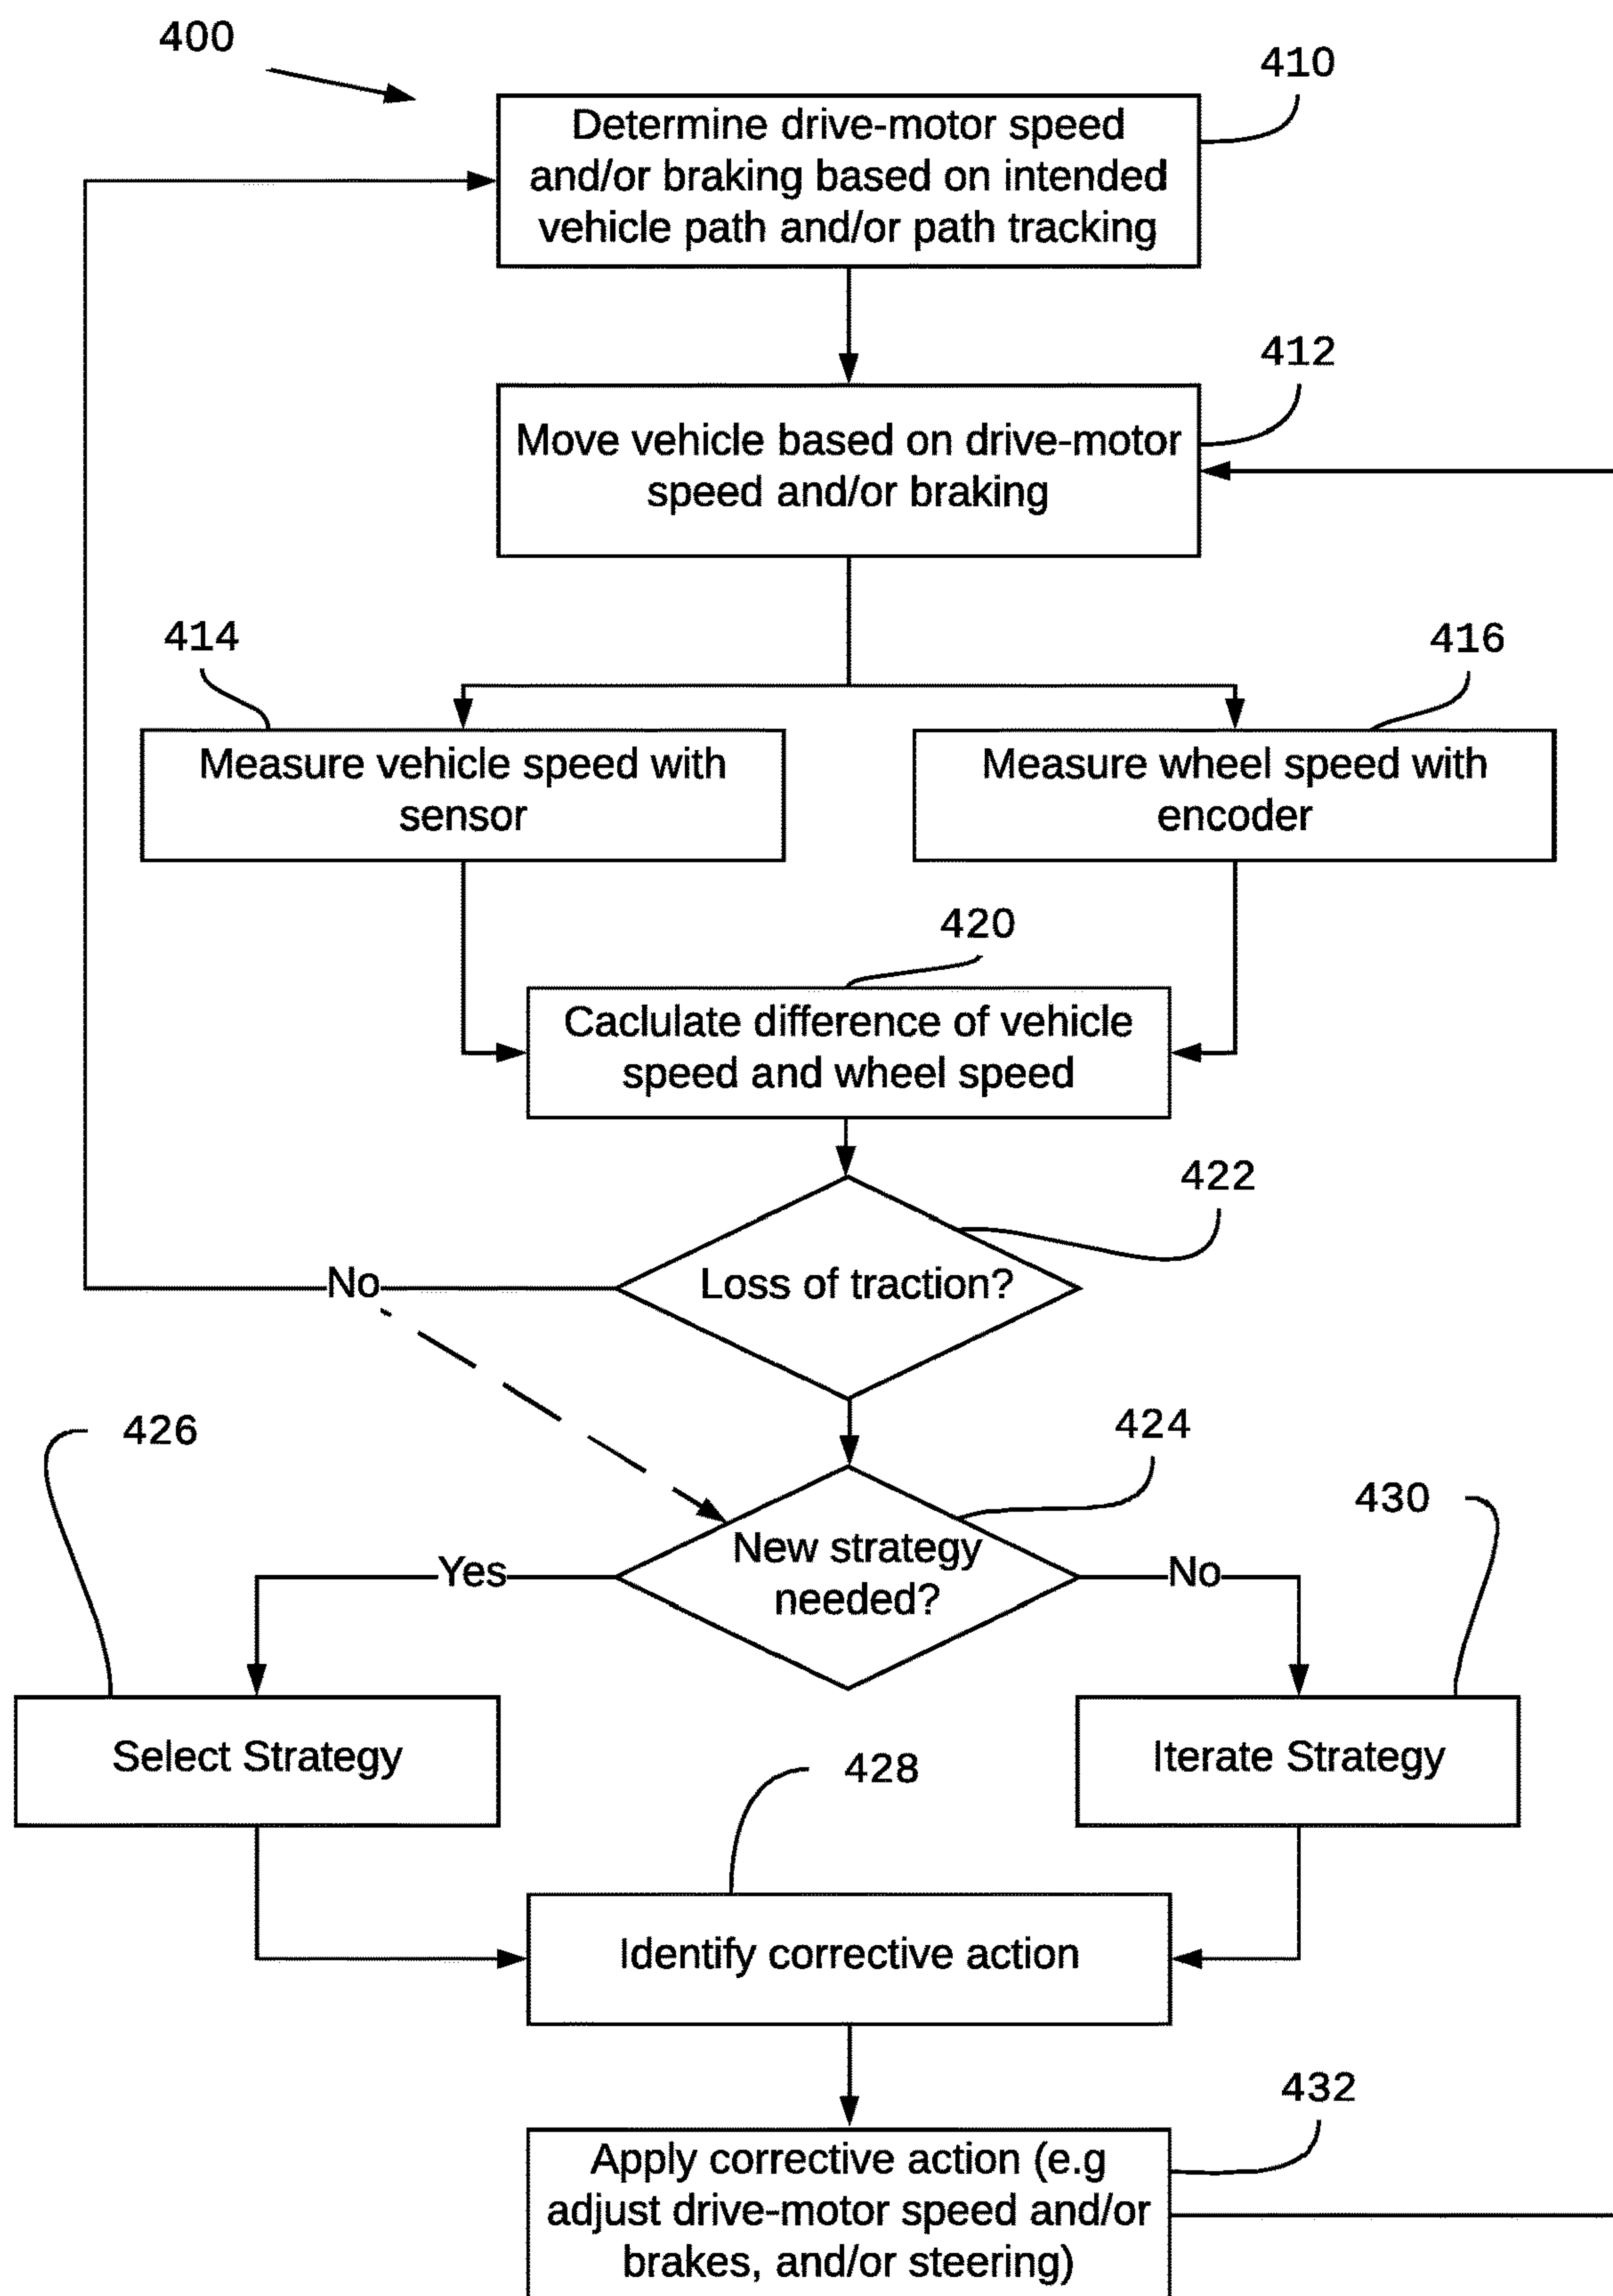 400
410
Determine drive-motor speed
and/or braking based on intended
vehicle path and/or path tracking
412
Move vehicle based on drive-motor
speed and/or braking
414
416
Measure vehicle speed with
sensor
Measure wheel speed with
encoder
420
Caclulate difference of vehicle
speed and wheel speed
422
Loss of traction?
No
424
426
430
New strategy
needed?
Yes
No
Select Strategy
Iterate Strategy
428
Identify corrective action
432
Apply corrective action (e.g
adjust drive-motor speed and/or
brakes, and/or steering)